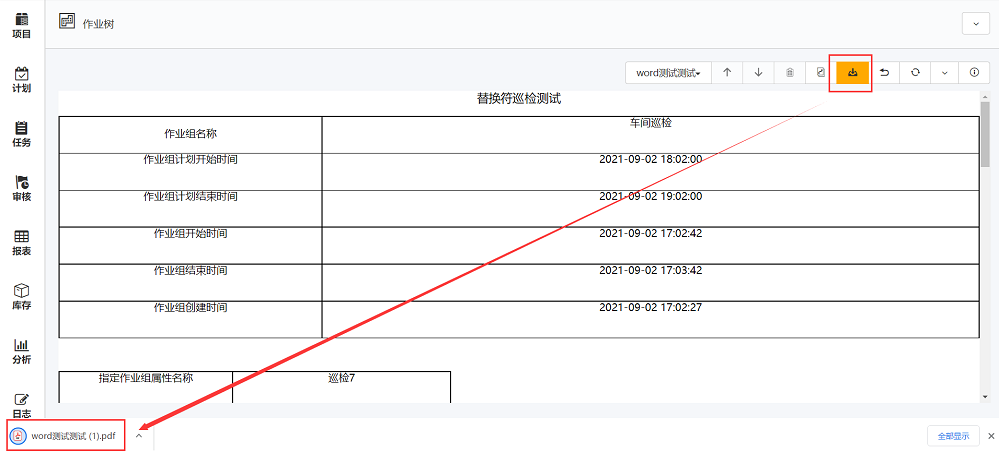 作业树
项目
计划
任务
审核
报表
库存
分析
日志
word测试测试
替换符巡检测试
作业组名称 车间巡检
作业组计划开始时间 2021-09-02 18:02:00
作业组计划结束时间 2021-09-02 19:02:00
作业组开始时间 2021-09-02 17:02:42
作业组结束时间 2021-09-02 17:03:42
作业组创建时间 2021-09-02 17:02:27
指定作业组属性名称 巡检7
word测试测试 (1).pdf
全部显示